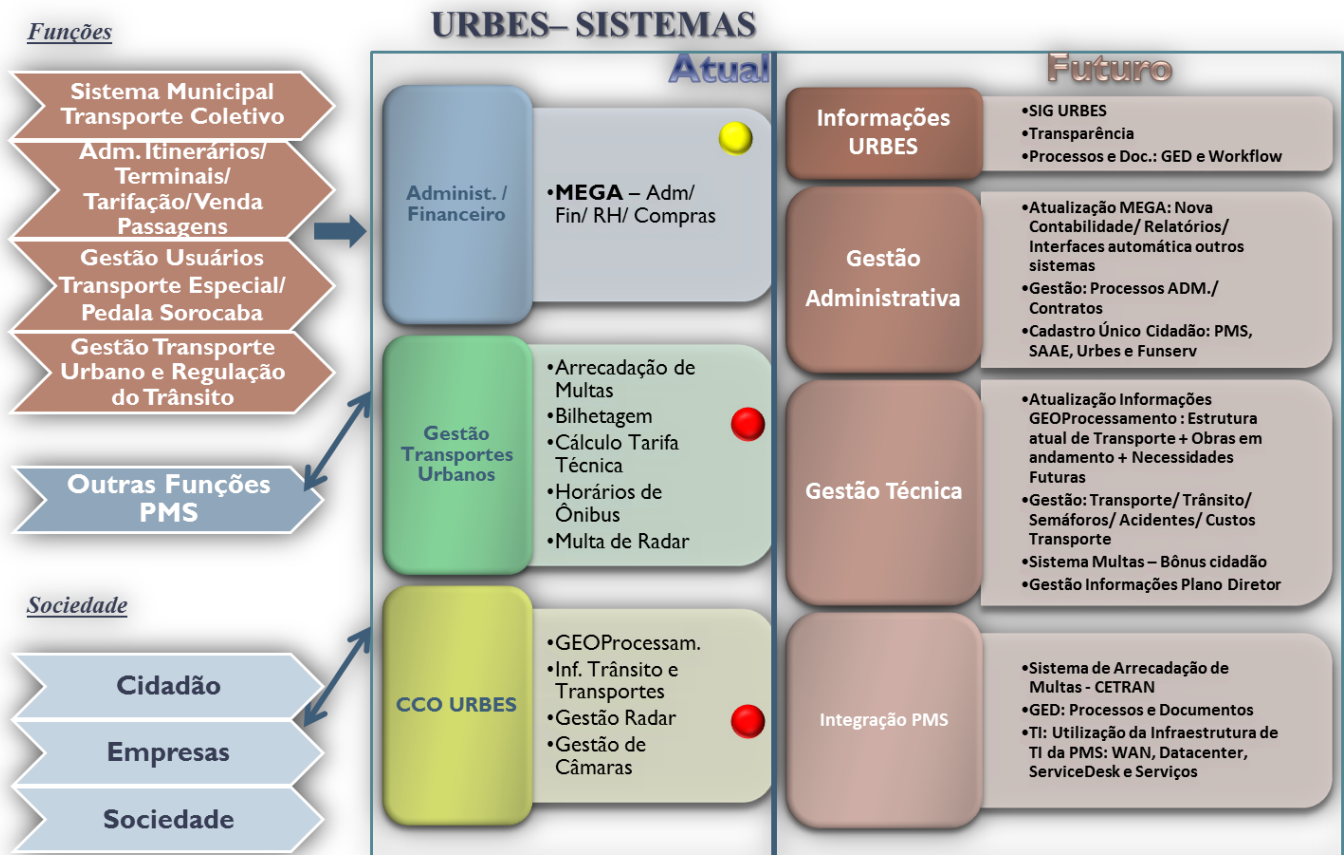 URBES– SISTEMAS
Funções
Sistema Municipal
Transporte Coletivo
Adm. Itinerários/
Terminais/
Tarifação/Venda
Passagens
Gestão Usuários
Transporte Especial/
Pedala Sorocaba
Gestão Transporte
Urbano e Regulação
do Trânsito
Outras Funções
PMS
Sociedade
Cidadão
Empresas
Sociedade
Atual
Administ. /
Financeiro
•MEGA – Adm/
Fin/ RH/ Compras
Gestão
Transportes
Urbanos
•Arrecadação de
Multas
•Bilhetagem
•Cálculo Tarifa
Técnica
•Horários de
Ônibus
•Multa de Radar
CCO URBES
•GEOProcessam.
•Inf. Trânsito e
Transportes
•Gestão Radar
•Gestão de
Câmaras
Futuro
Informações
URBES
•SIG URBES
•Transparência
•Processos e Doc.: GED e Workflow
Gestão
Administrativa
•Atualização MEGA: Nova
Contabilidade/ Relatórios/
Interfaces automática outros
sistemas
•Gestão: Processos ADM./
Contratos
•Cadastro Único Cidadão: PMS,
SAAE, Urbes e Funserv
Gestão Técnica
•Atualização Informações
GEOProcessamento : Estrutura
atual de Transporte + Obras em
andamento + Necessidades
Futuras
•Gestão: Transporte/ Trânsito/
Semáforos/ Acidentes/ Custos
Transporte
•Sistema Multas – Bônus cidadão
•Gestão Informações Plano Diretor
Integração PMS
•Sistema de Arrecadação de
Multas - CETRAN
•GED: Processos e Documentos
•TI: Utilização da Infraestrutura de
TI da PMS: WAN, Datacenter,
ServiceDesk e Serviços